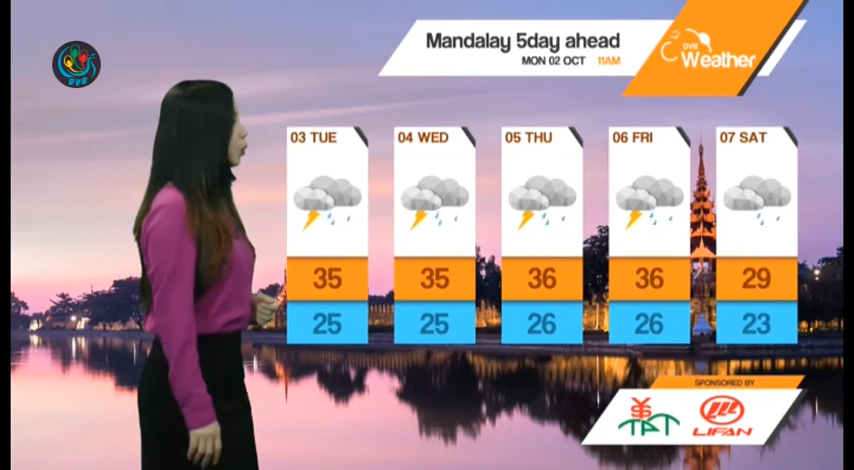 DVB
Mandalay 5day ahead
MON 02 OCT 11AM
DVB
Weather
03 TUE
04 WED
05 THU
06 FRI
07 SAT
35
35
36
36
29
25
25
26
26
23
SPONSORED BY
TPT
LIFAN